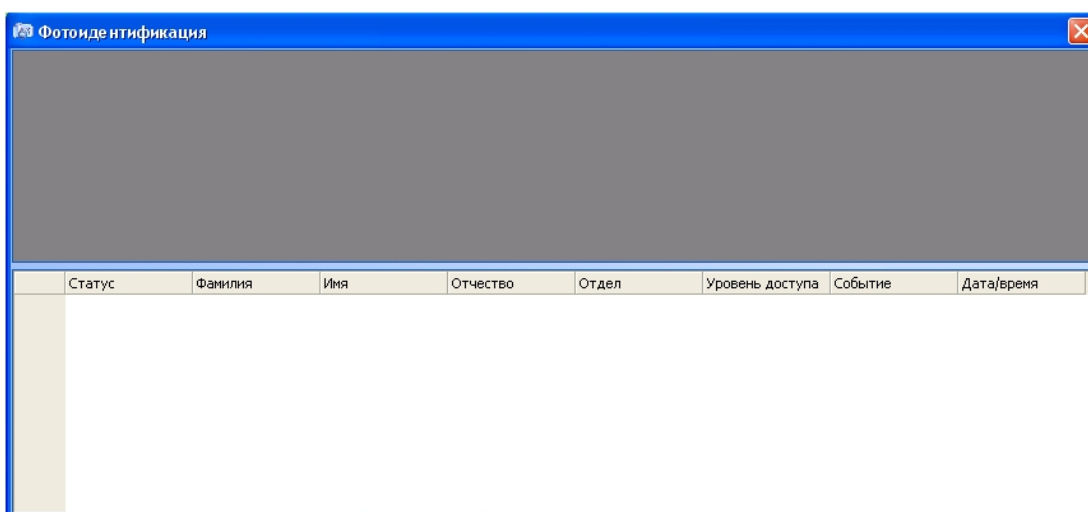 Фотоидентификация
Статус Фамилия Имя Отчество Отдел Уровень доступа Событие Дата/время